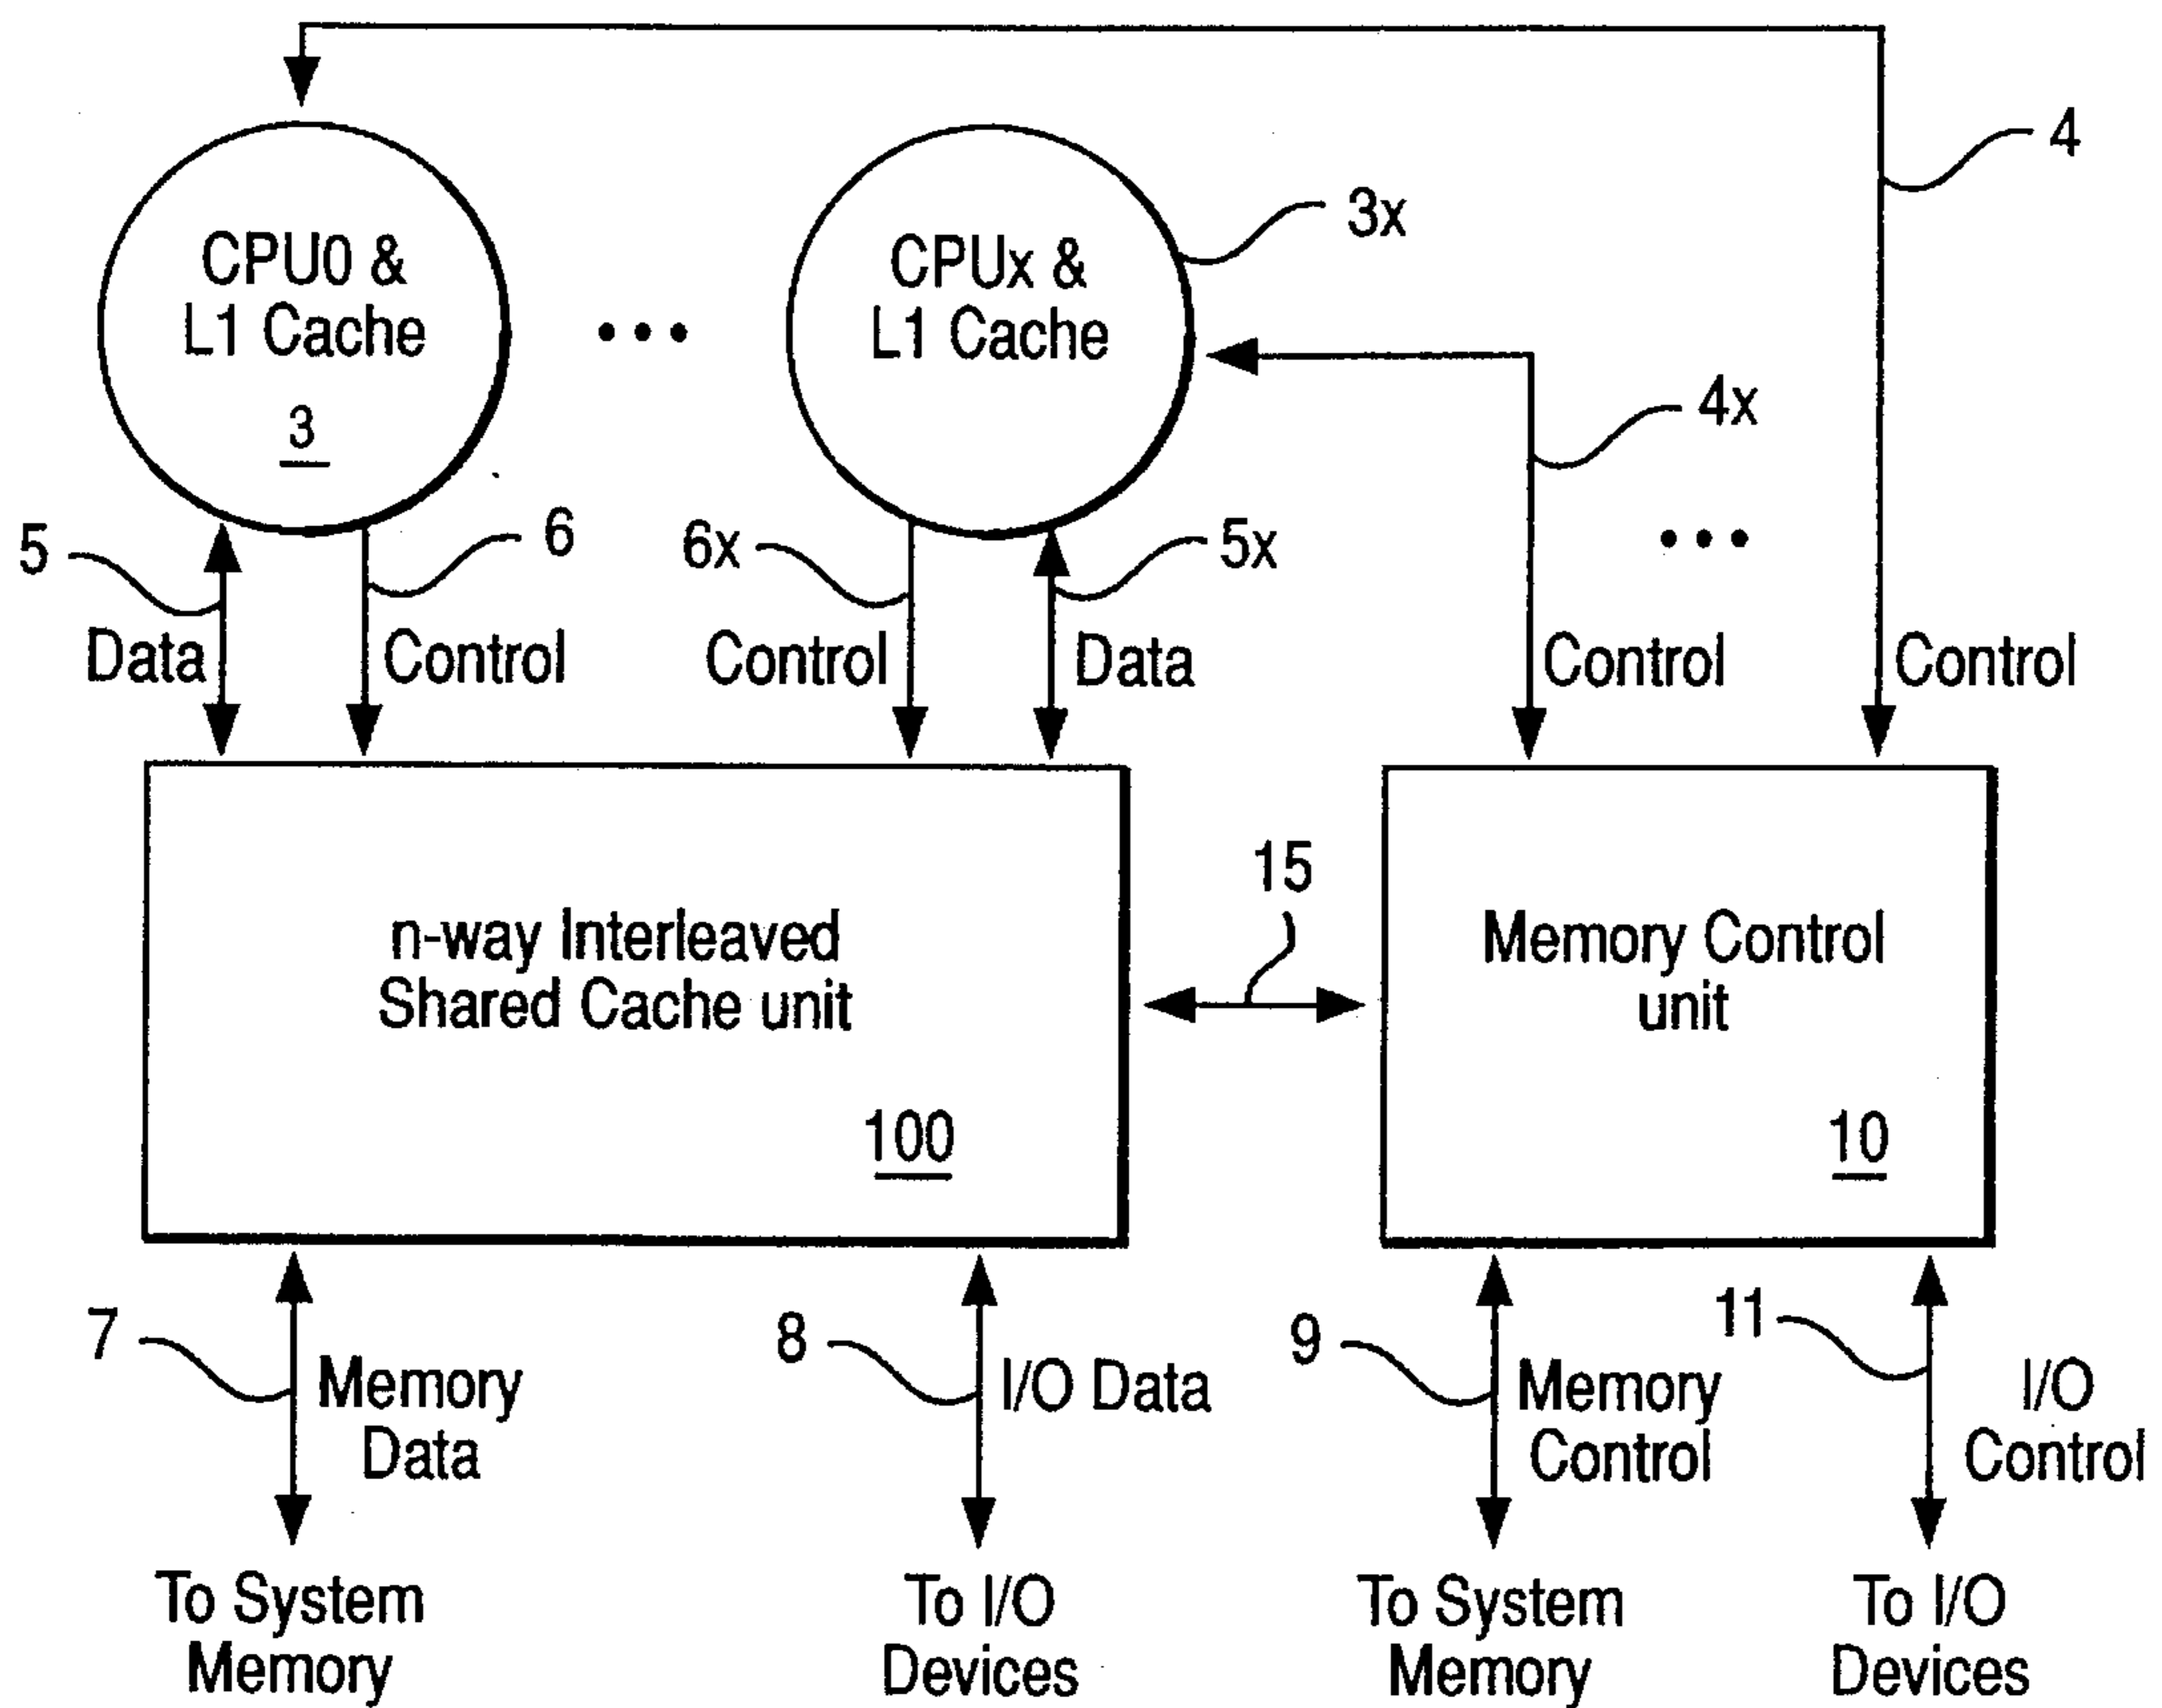 4
3x
CPU0 &
L1 Cache
3
CPUx &
L1 Cache
4x
5
6
6x
5x
Data
Control
Control
Data
Control
Control
15
n-way Interleaved
Shared Cache unit
100
Memory Control
unit
10
7
Memory
Data
8
I/O Data
9
Memory
Control
11
I/O
Control
To System
Memory
To I/O
Devices
To System
Memory
To I/O
Devices